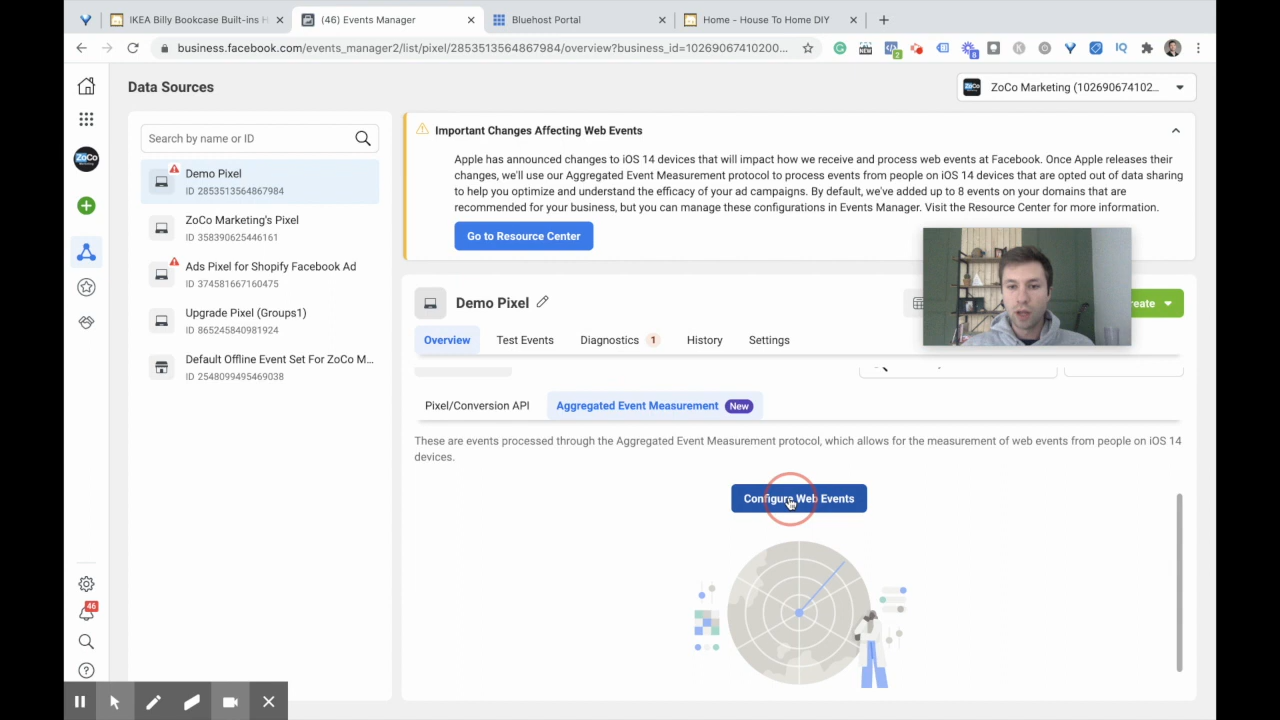 IKEA Billy Bookcase Built-ins H
(46) Events Manager
Bluehost Portal
Home - House To Home DIY
business.facebook.com/events_manager2/list/pixel/2853513564867984/overview?business_id=10269067410200...
Data Sources
ZoCo Marketing (102690674102...
Search by name or ID
Demo Pixel
ID 2853513564867984
ZoCo Marketing's Pixel
ID 358390625446161
Ads Pixel for Shopify Facebook Ad
ID 374581667160475
Upgrade Pixel (Groups1)
ID 865245840981924
Default Offline Event Set For ZoCo M...
ID 2548099495469038
Important Changes Affecting Web Events
Apple has announced changes to iOS 14 devices that will impact how we receive and process web events at Facebook. Once Apple releases their
changes, we'll use our Aggregated Event Measurement protocol to process events from people on iOS 14 devices that are opted out of data sharing
to help you optimize and understand the efficacy of your ad campaigns. By default, we've added up to 8 events on your domains that are
recommended for your business, but you can manage these configurations in Events Manager. Visit the Resource Center for more information.
Go to Resource Center
Demo Pixel
reate
Overview
Test Events
Diagnostics 1
History
Settings
Pixel/Conversion API
Aggregated Event Measurement New
These are events processed through the Aggregated Event Measurement protocol, which allows for the measurement of web events from people on iOS 14
devices.
Configure Web Events
ZoCo
46